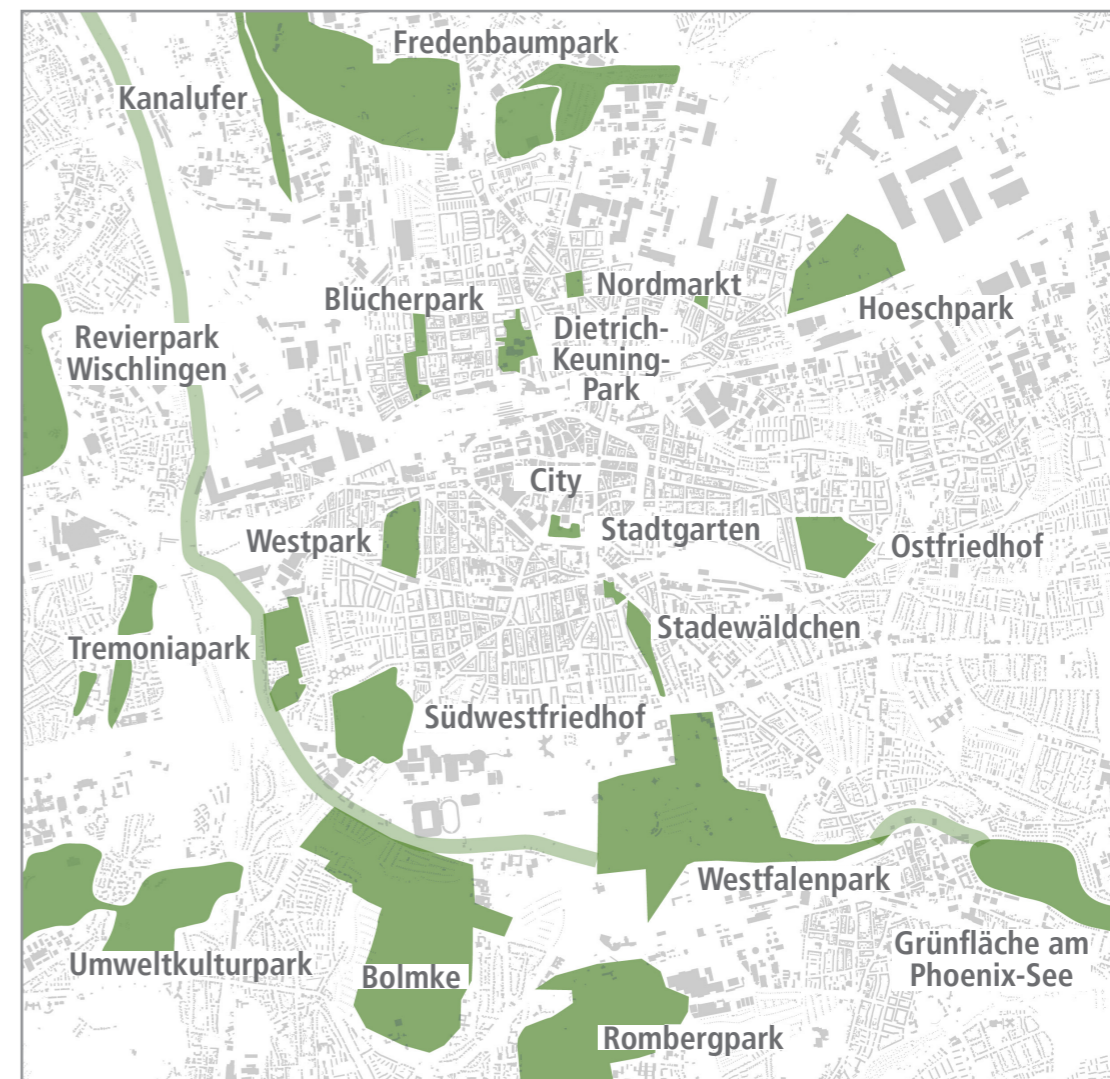 Fredenbaumpark
Kanalufer
Nordmarkt
Blücherpark
Hoeschpark
Dietrich-
Keuning-
Park
Revierpark
Wischlingen
City
Stadtgarten
Westpark
Ostfriedhof
Stadewäldchen
Tremoniapark
Südwestfriedhof
Westfalenpark
Grünfläche am
Phoenix-See
Umweltkulturpark
Bolmke
Rombergpark